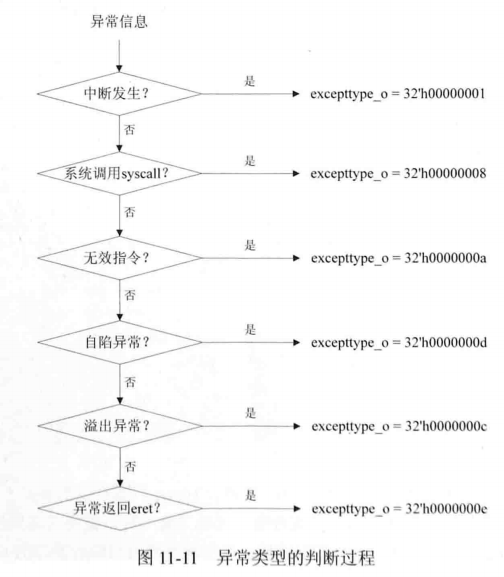 异常信息
中断发生？
是
excepttype_o = 32'h00000001
否
系统调用syscall？
是
excepttype_o = 32'h00000008
否
无效指令？
是
excepttype_o = 32'h0000000a
否
自陷异常？
是
excepttype_o = 32'h0000000d
否
溢出异常？
是
excepttype_o = 32'h0000000c
否
异常返回eret？
是
excepttype_o = 32'h0000000e
图 11-11 异常类型的判断过程